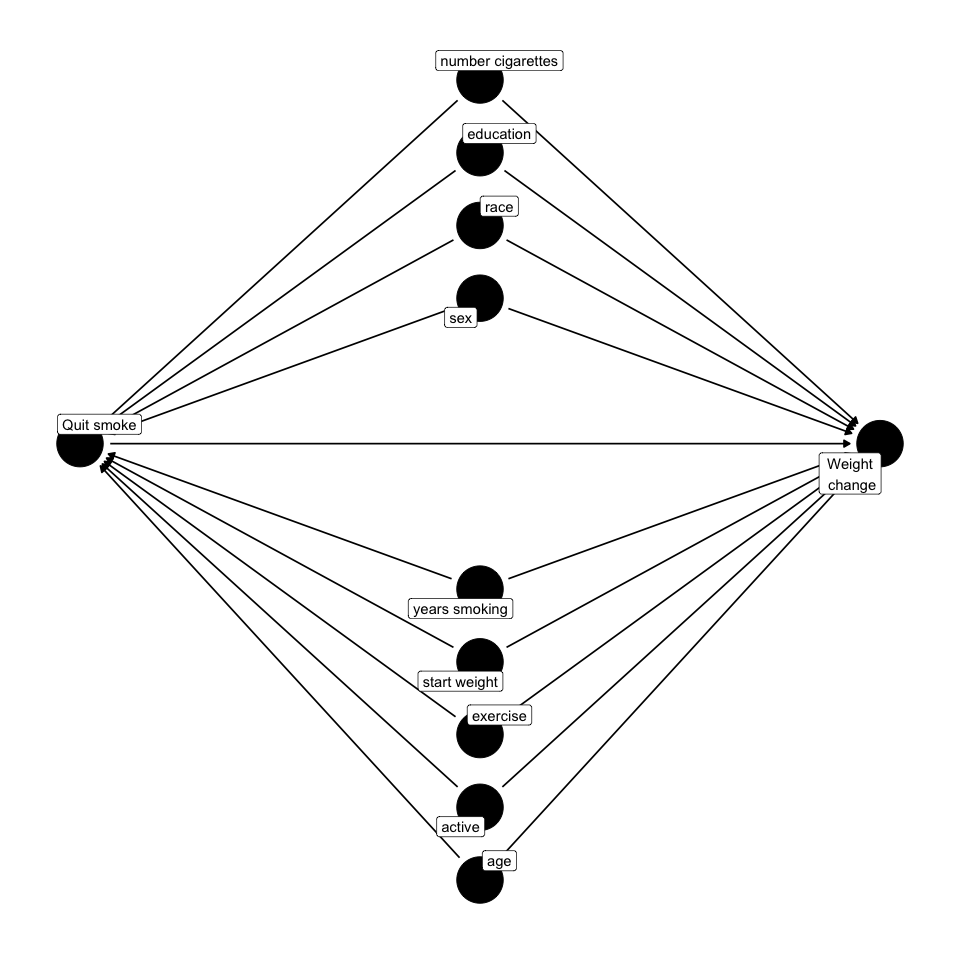 number cigarettes
education
race
sex
Quit smoke
Weight
change
years smoking
start weight
exercise
active
age